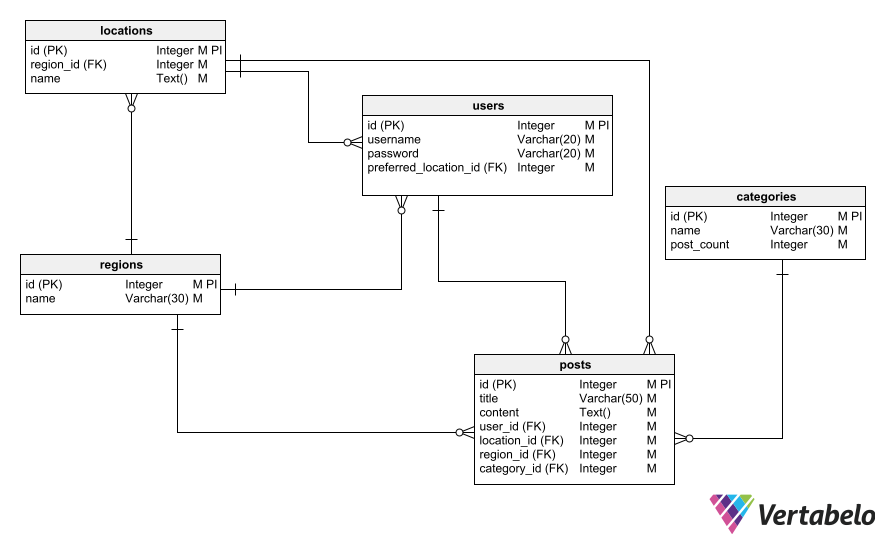 locations
id (PK) Integer M PI
region_id (FK) Integer M
name Text() M
users
id (PK) Integer M PI
username Varchar(20) M
password Varchar(20) M
preferred_location_id (FK) Integer M
categories
id (PK) Integer M PI
name Varchar(30) M
post_count Integer M
regions
id (PK) Integer M PI
name Varchar(30) M
posts
id (PK) Integer M PI
title Varchar(50) M
content Text() M
user_id (FK) Integer M
location_id (FK) Integer M
region_id (FK) Integer M
category_id (FK) Integer M
Vertabelo